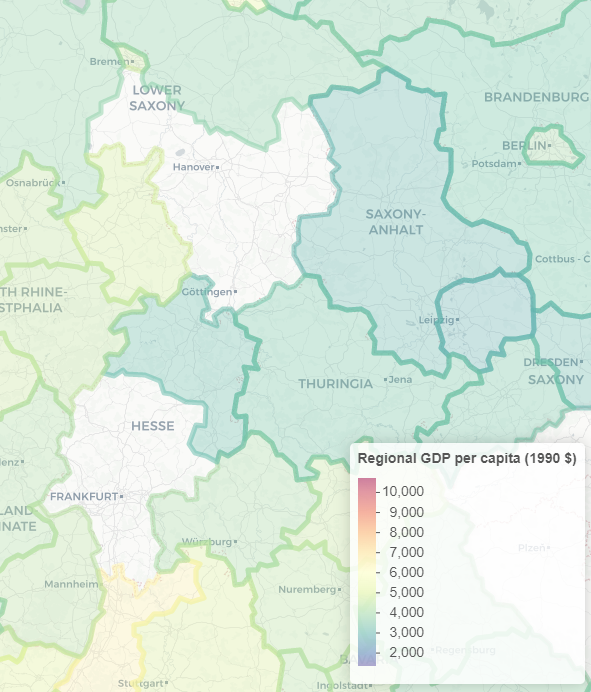 Bremen
LOWER
SAXONY
BRANDENBURG
BERLIN
Hanover
Potsdam
Osnabrück
SAXONY-
ANHALT
nster
Cottbus - C
TH RHINE-
STPHALIA
Göttingen
Leipzig
DRESDEN
SAXONY
THURINGIA
Jena
HESSE
Regional GDP per capita (1990 $)
lenz
FRANKFURT
10,000
9,000
8,000
7,000
6,000
5,000
4,000
3,000
2,000
LAND
INATE
Würzburg
Plzeň
Mannheim
Nuremberg
Regensburg
Stuttgart
Ingolstadt